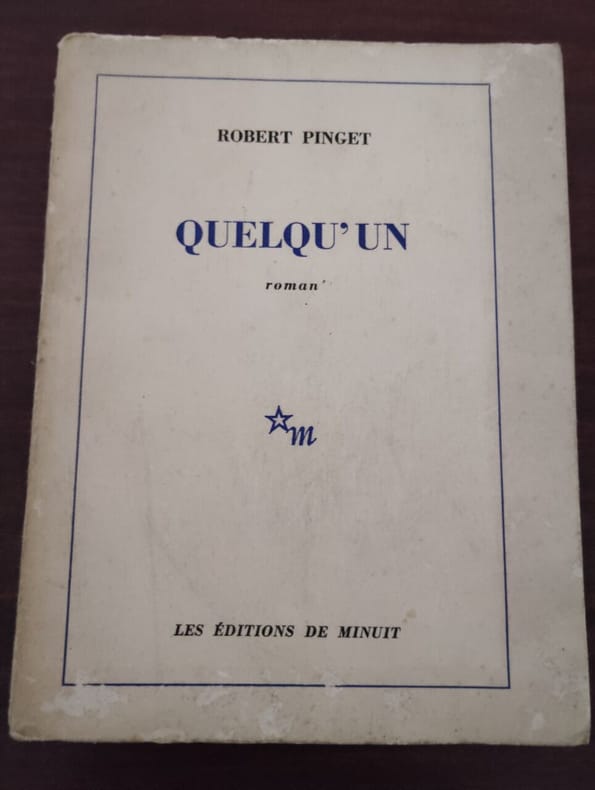 ROBERT PINGET
QUELQU'UN
roman
m
LES ÉDITIONS DE MINUIT